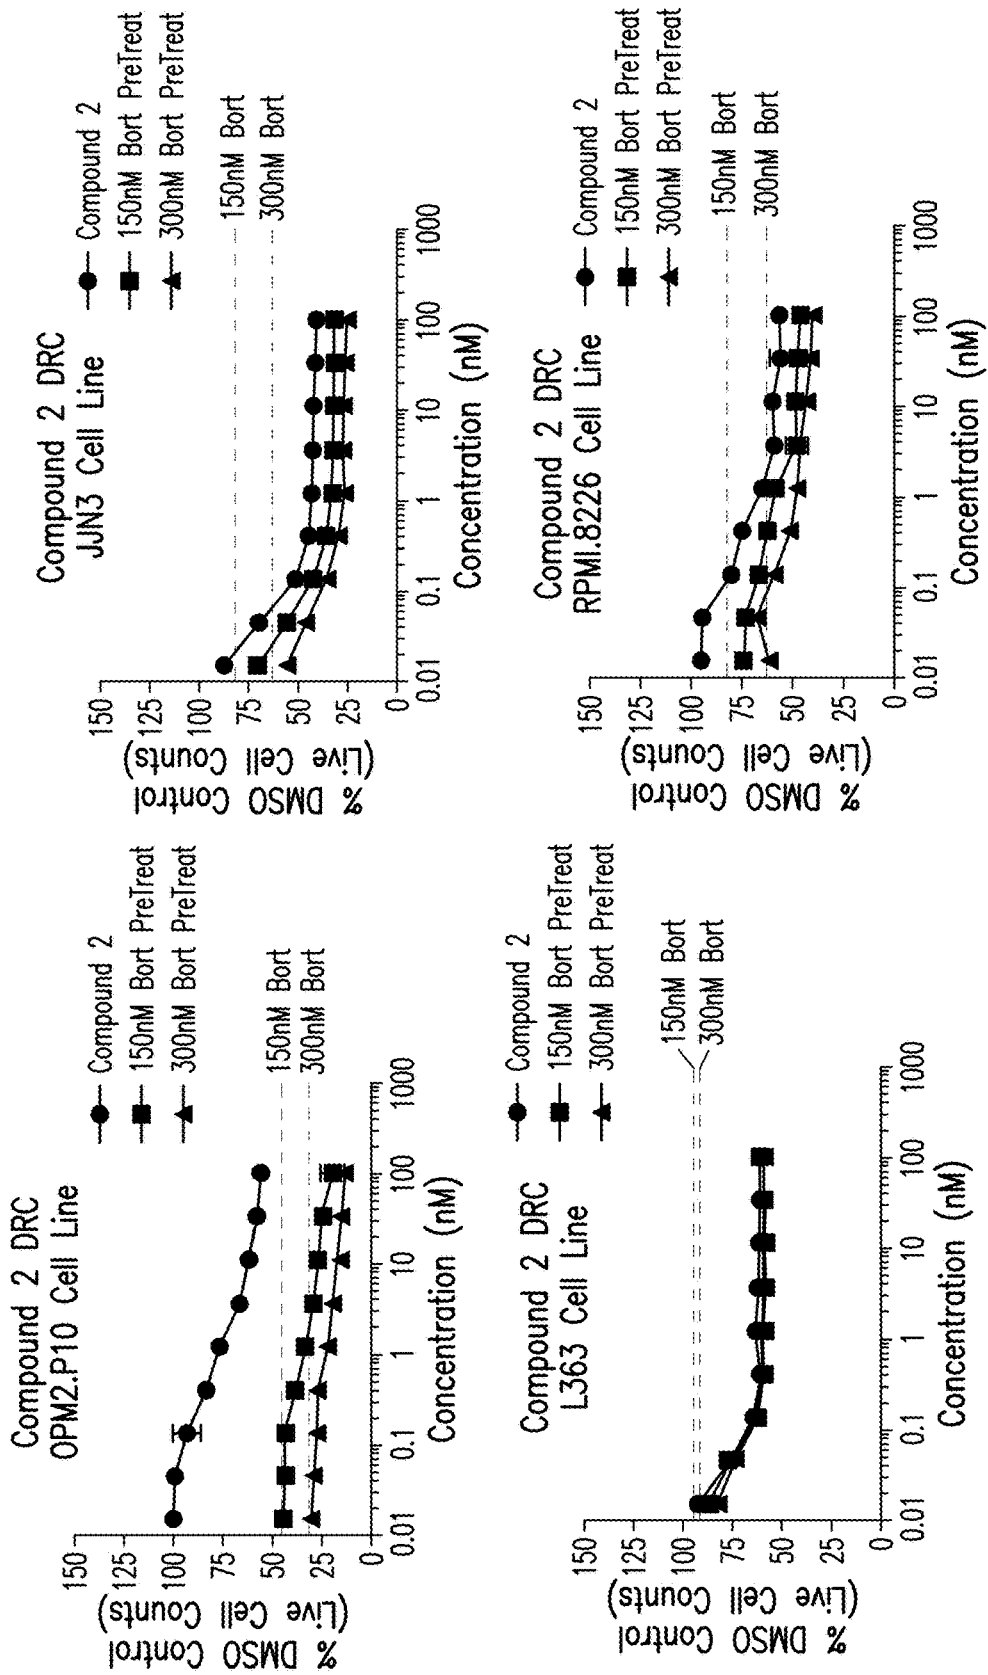 Compound 2 DRC
OPM2.P10 Cell Line
Compound 2
150nM Bort PreTreat
300nM Bort PreTreat
150nM Bort
300nM Bort
% DMSO Control
(Live Cell Counts)
150
125
100
75
50
25
0
0.01
0.1
1
10
100
1000
Concentration (nM)
Compound 2 DRC
JJN3 Cell Line
Compound 2
150nM Bort PreTreat
300nM Bort PreTreat
150nM Bort
300nM Bort
% DMSO Control
(Live Cell Counts)
150
125
100
75
50
25
0
0.01
0.1
1
10
100
1000
Concentration (nM)
Compound 2 DRC
L363 Cell Line
Compound 2
150nM Bort PreTreat
300nM Bort PreTreat
150nM Bort
300nM Bort
% DMSO Control
(Live Cell Counts)
150
125
100
75
50
25
0
0.01
0.1
1
10
100
1000
Concentration (nM)
Compound 2 DRC
RPMI.8226 Cell Line
Compound 2
150nM Bort PreTreat
300nM Bort PreTreat
150nM Bort
300nM Bort
% DMSO Control
(Live Cell Counts)
150
125
100
75
50
25
0
0.01
0.1
1
10
100
1000
Concentration (nM)